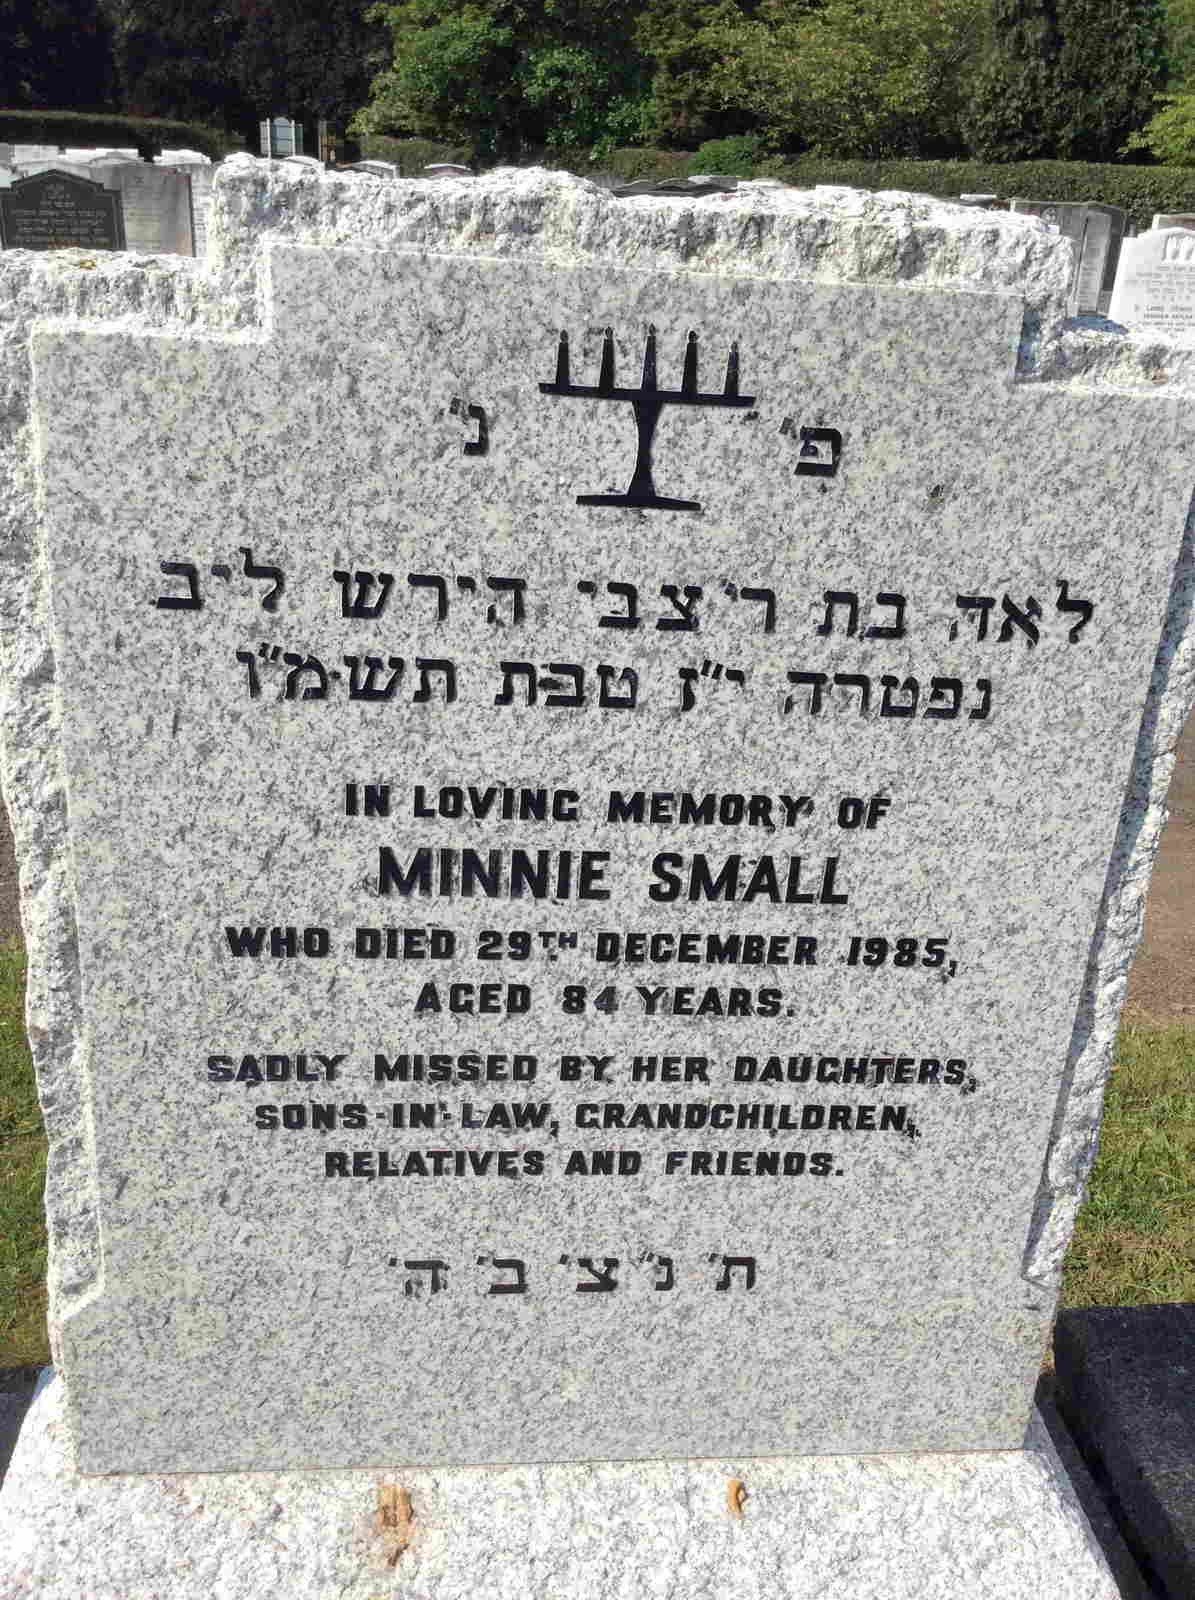 פ' נ'
לאה בת ר' צבי הירש ליב
נפטרה י"ז טבת תשמ"ו
IN LOVING MEMORY OF
MINNIE SMALL
WHO DIED 29TH DECEMBER 1985,
AGED 84 YEARS.
SADLY MISSED BY HER DAUGHTERS,
SONS-IN-LAW, GRANDCHILDREN,
RELATIVES AND FRIENDS.
ת' נ' צ' ב' ה'